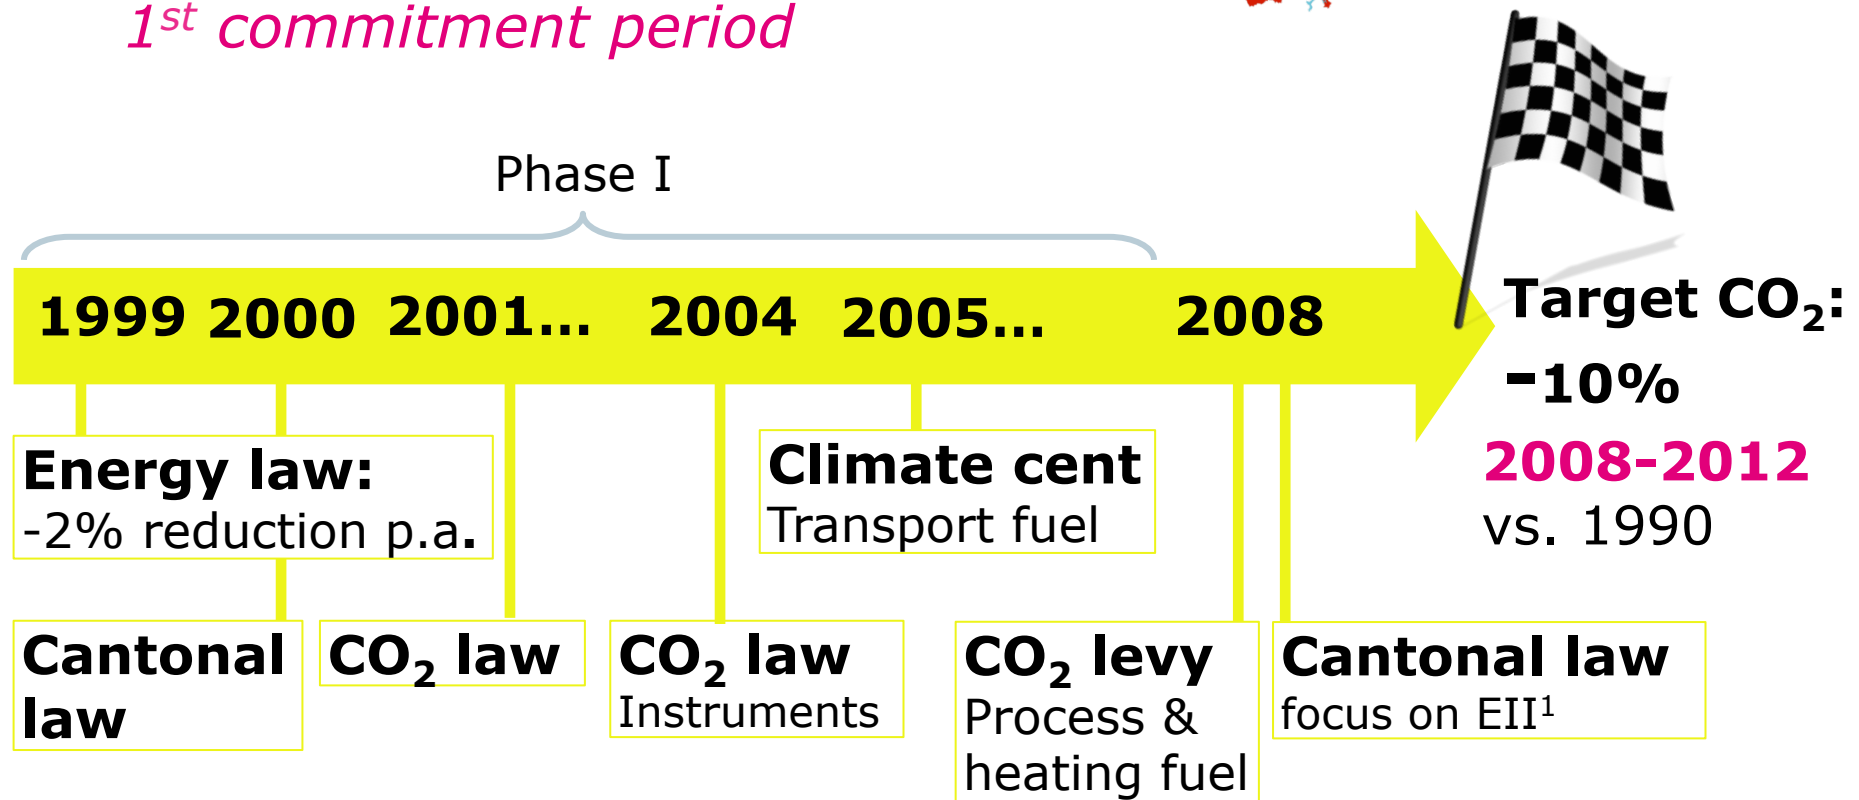 1st commitment period
Phase I
1999 2000 2001... 2004 2005... 2008
Target CO2:
-10%
2008-2012
vs. 1990
Energy law:
-2% reduction p.a.
Climate cent
Transport fuel
Cantonal
law
CO2 law
CO2 law
Instruments
CO2 levy
Process &
heating fuel
Cantonal law
focus on EII1